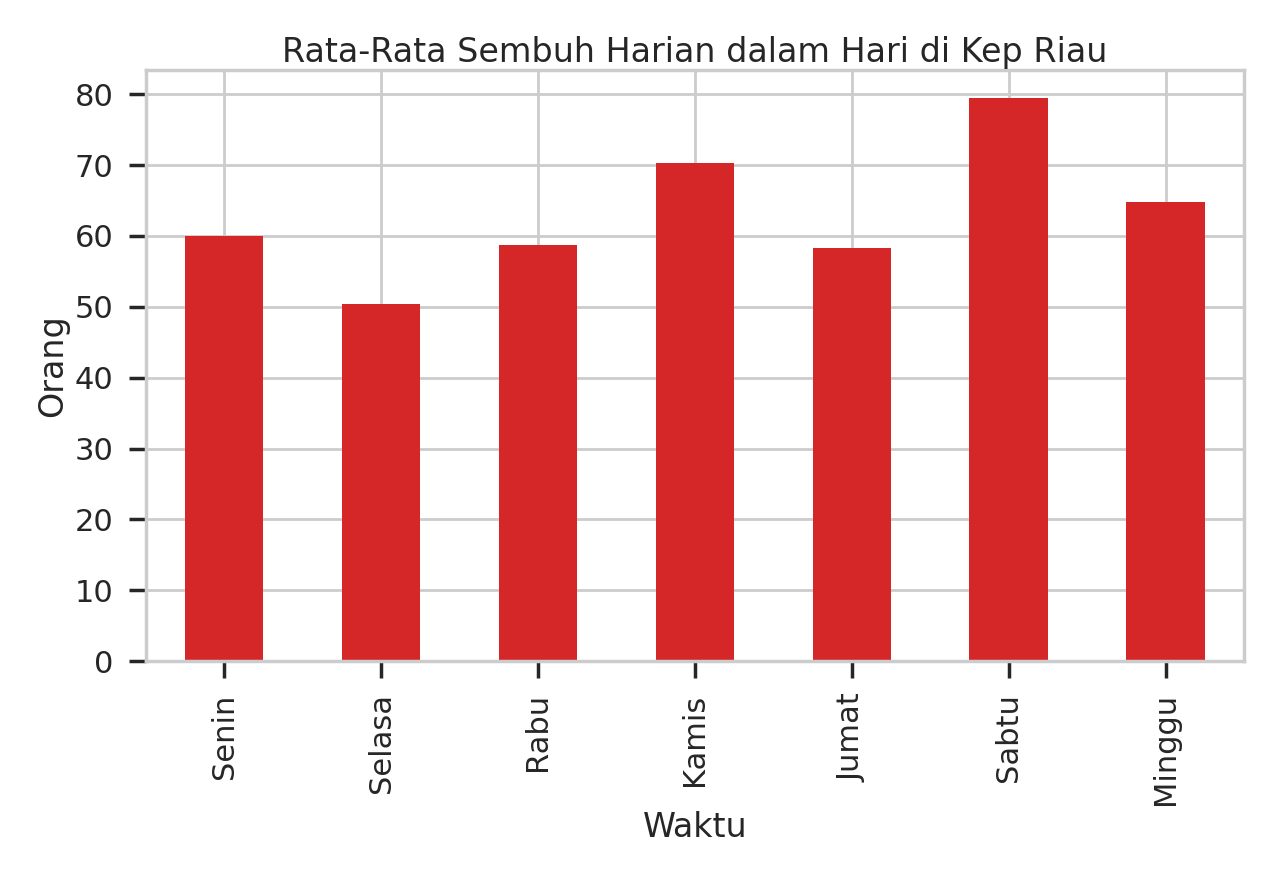 Rata-Rata Sembuh Harian dalam Hari di Kep Riau
80
70
60
50
40
30
20
10
0
Orang
Senin
Selasa
Rabu
Kamis
Jumat
Sabtu
Minggu
Waktu